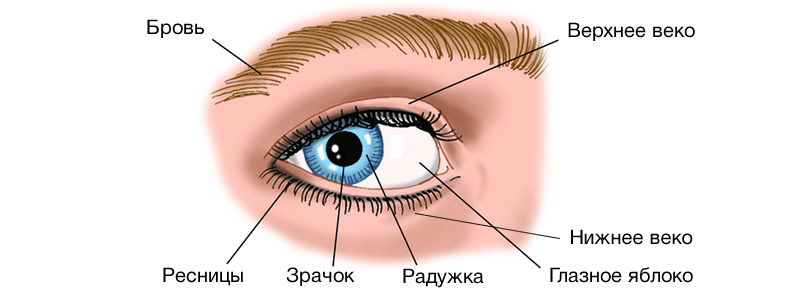 Бровь
Верхнее веко
Нижнее веко
Ресницы
Зрачок
Радужка
Глазное яблоко